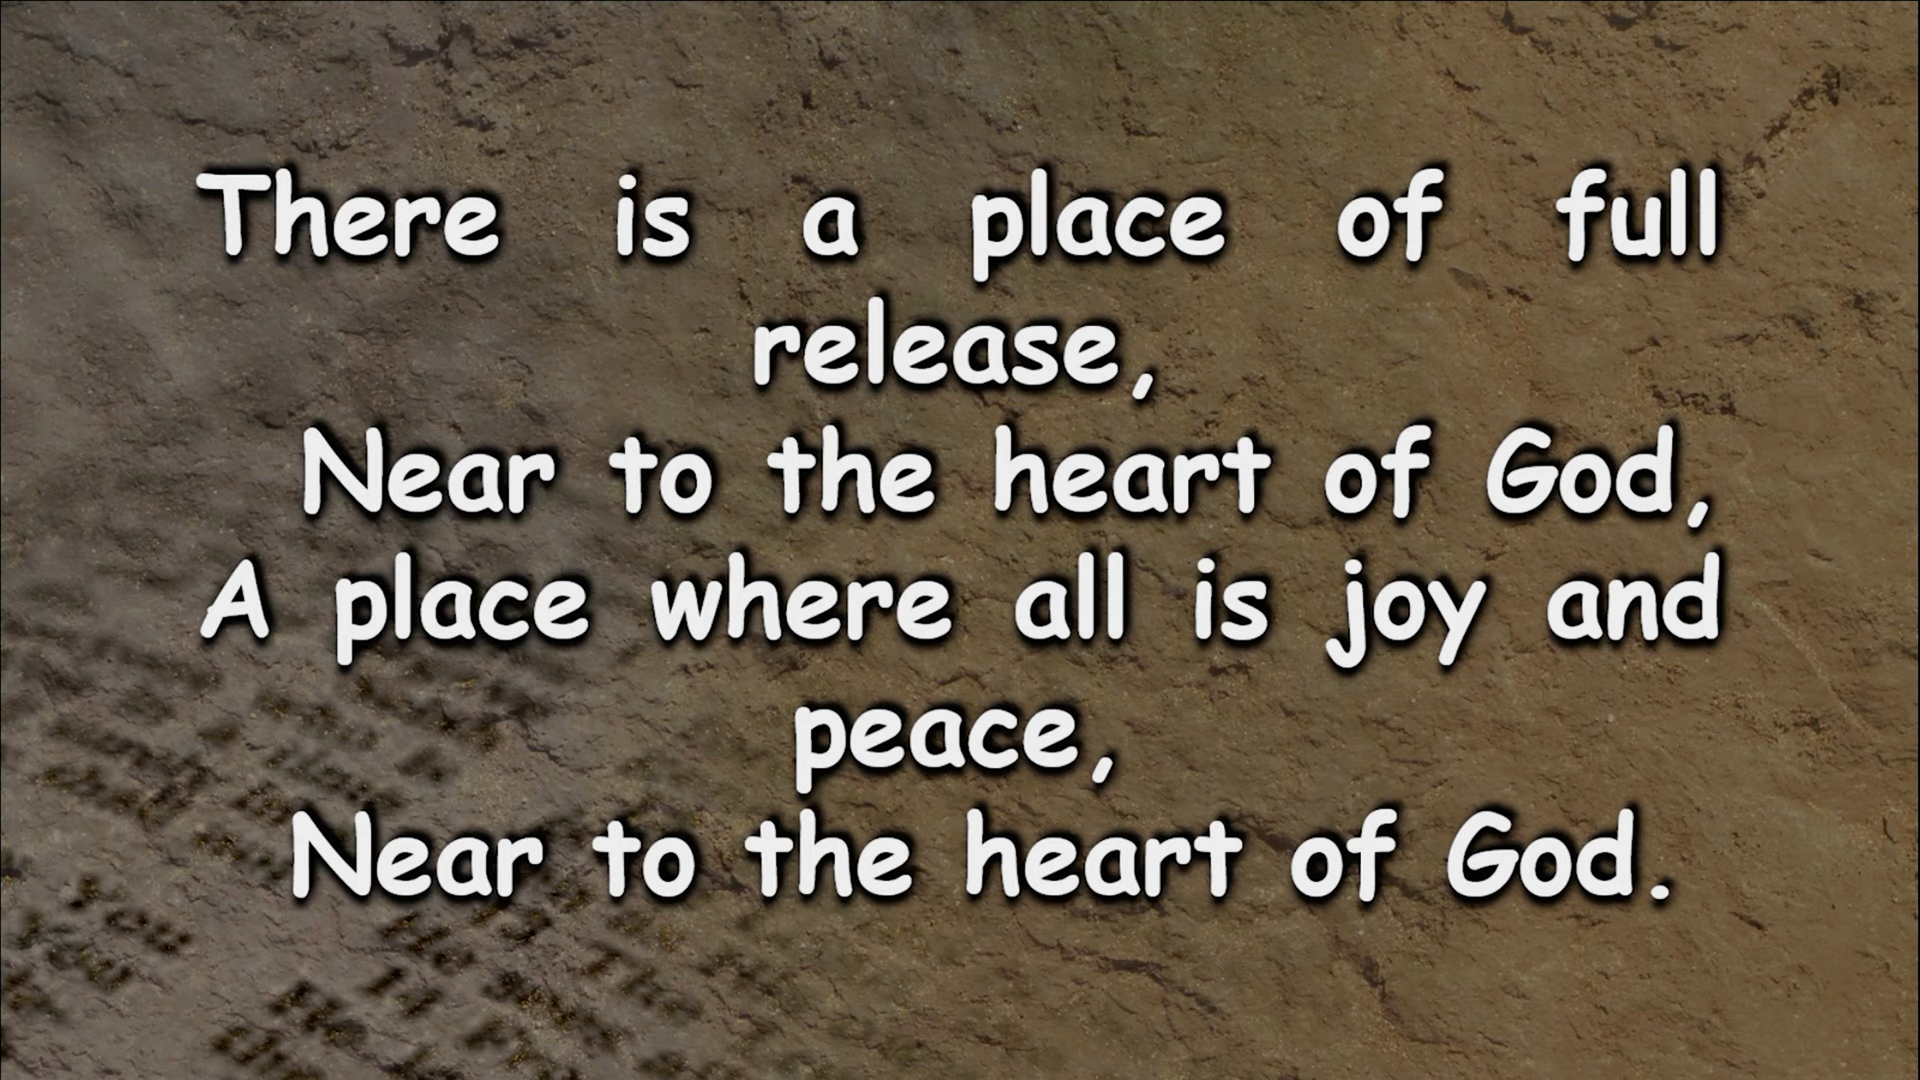 There is a place of full
release,
Near to the heart of God,
A place where all is joy and
peace,
Near to the heart of God.